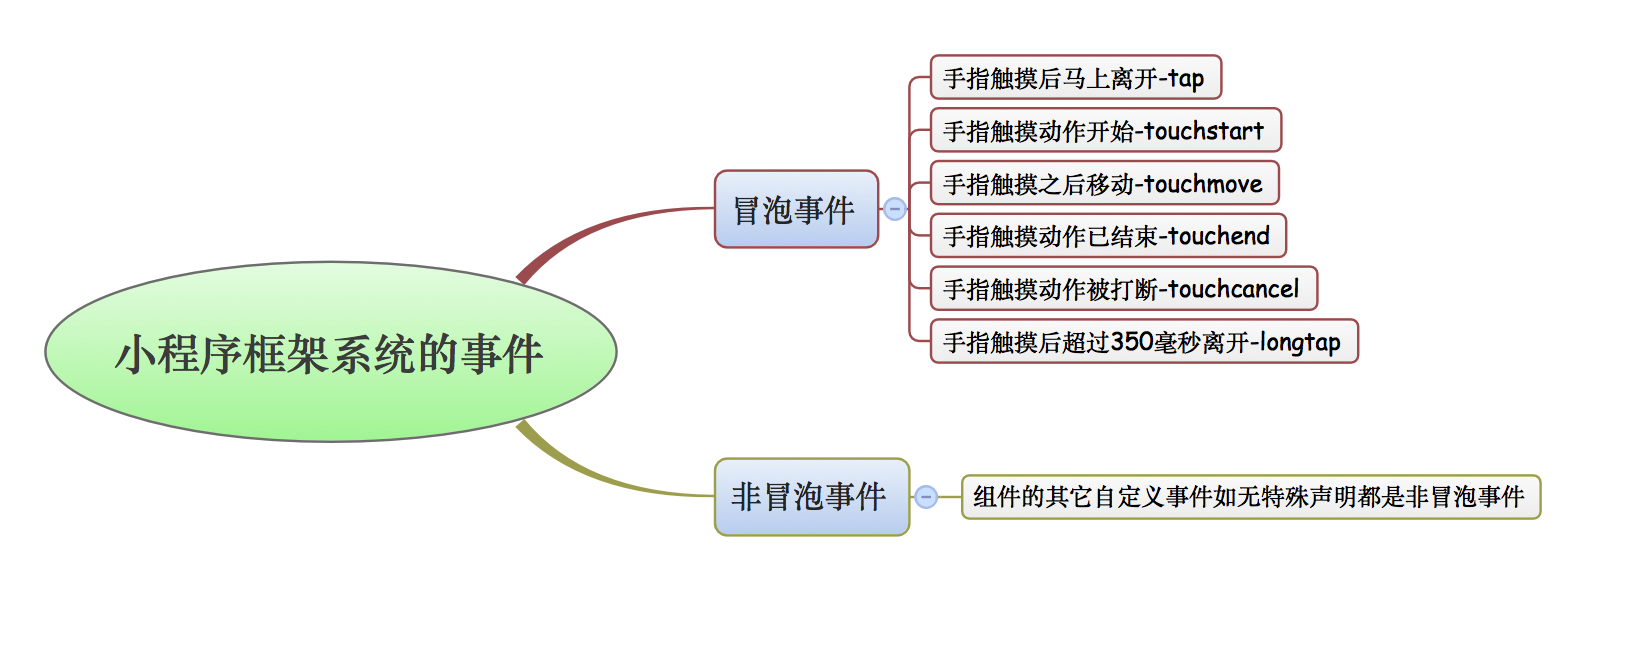 小程序框架系统的事件
冒泡事件
手指触摸后马上离开-tap
手指触摸动作开始-touchstart
手指触摸之后移动-touchmove
手指触摸动作已结束-touchend
手指触摸动作被打断-touchcancel
手指触摸后超过350毫秒离开-longtap
非冒泡事件
组件的其它自定义事件如无特殊声明都是非冒泡事件